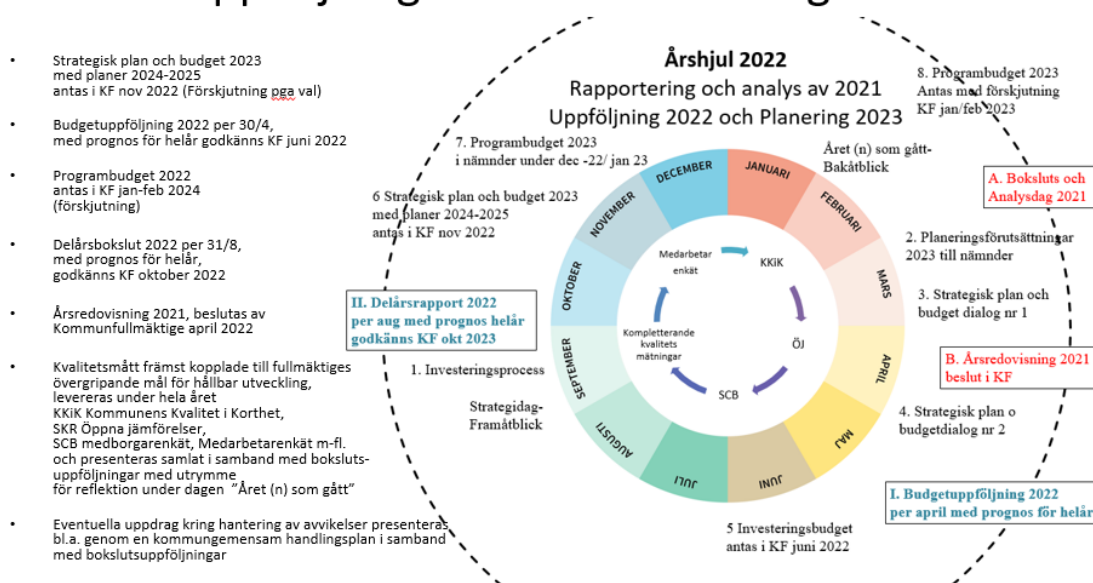 • Strategisk plan och budget 2023
med planer 2024-2025
antas i KF nov 2022 (Förskjutning pga val)
• Budgetuppföljning 2022 per 30/4,
med prognos för helår godkänns KF juni 2022
• Programbudget 2022
antas i KF jan-feb 2024
(förskjutning)
• Delårsbokslut 2022 per 31/8,
med prognos för helår,
godkänns KF oktober 2022
• Årsredovisning 2021, beslutas av
Kommunfullmäktige april 2022
• Kvalitetsmått främst kopplade till fullmäktiges
övergripande mål för hållbar utveckling,
levereras under hela året
KKiK Kommunens Kvalitet i Korthet,
SKR Öppna jämförelser,
SCB medborgarenkät, Medarbetarenkät m-fl.
och presenteras samlat i samband med boksluts-
uppföljningar med utrymme
för reflektion under dagen ”Året (n) som gått”
• Eventuella uppdrag kring hantering av avvikelser presenteras
bl.a. genom en kommungemensam handlingsplan i samband
med bokslutsuppföljningar
Årshjul 2022
Rapportering och analys av 2021
Uppföljning 2022 och Planering 2023
8. Programbudget 2023
Antas med förskjutning
KF jan/feb 2023
7. Programbudget 2023
i nämnder under dec -22/ jan 23
Året (n) som gått-
Bakåtblick
A. Boksluts och
Analysdag 2021
6 Strategisk plan och budget 2023
med planer 2024-2025
antas i KF nov 2022
2. Planeringsförutsättningar
2023 till nämnder
3. Strategisk plan och
budget dialog nr 1
II. Delårsrapport 2022
per aug med prognos helår
godkänns KF okt 2023
B. Årsredovisning 2021
beslut i KF
1. Investeringsprocess
Strategidag-
Framåtblick
4. Strategisk plan o
budgetdialog nr 2
I. Budgetuppföljning 2022
per april med prognos för helår
5 Investeringsbudget
antas i KF juni 2022
JANUARI
FEBRUARI
MARS
APRIL
MAJ
JUNI
JULI
AUGUSTI
SEPTEMBER
OKTOBER
NOVEMBER
DECEMBER
Medarbetar
enkät
KKiK
ÖJ
SCB
Kompletterande
kvalitets
mätningar